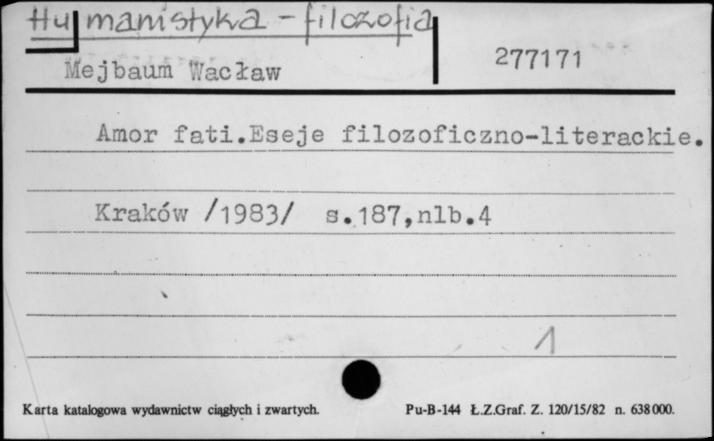 Humanistyka - filozofia
Mejbaum Wacław
277171
Amor fati.Eseje filozoficzno-literackie.
Kraków /1983/ s.187,nlb.4
1
Karta katalogowa wydawnictw ciągłych i zwartych.
Pu-B-144 Ł.Z.Graf. Z. 120/15/82 n. 638000.